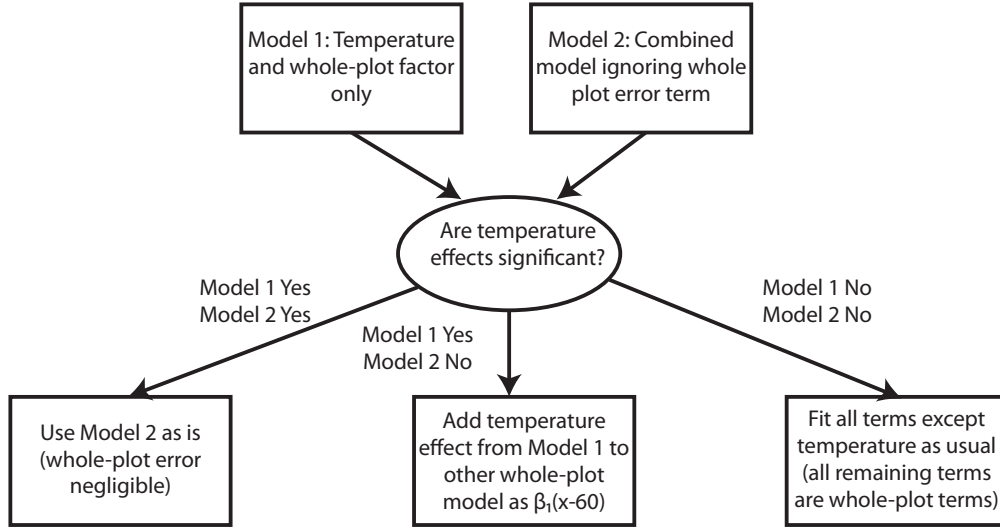 Model 1: Temperature
and whole-plot factor
only
Model 2: Combined
model ignoring whole
plot error term
Are temperature
effects significant?
Model 1 Yes
Model 2 Yes
Model 1 Yes
Model 2 No
Model 1 No
Model 2 No
Use Model 2 as is
(whole-plot error
negligible)
Add temperature
effect from Model 1 to
other whole-plot
model as β₁(x-60)
Fit all terms except
temperature as usual
(all remaining terms
are whole-plot terms)